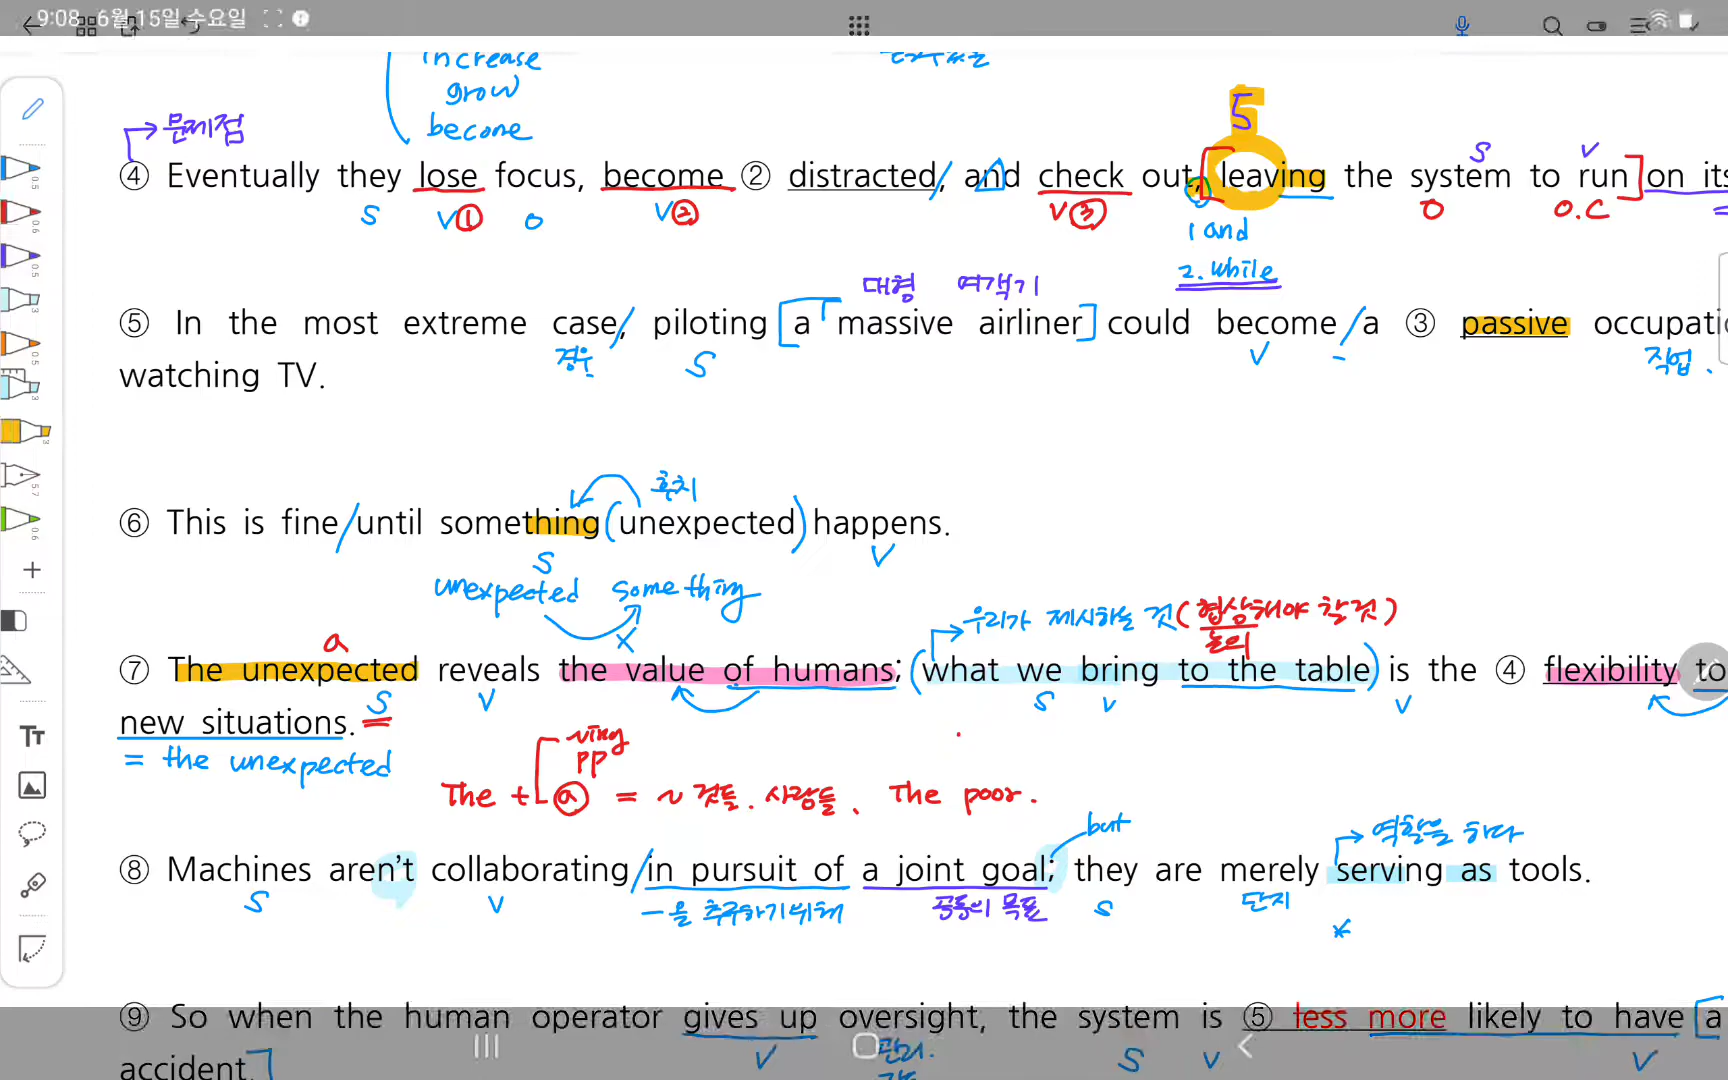 9:08 6월 15일 수요일
increase
grow
become
문제점
5
S V
④ Eventually they lose focus, become ② distracted, and check out, leaving the system to run on its
S V① O V② V③ O O.C
1 and
2. while
대형 여객기
⑤ In the most extreme case, piloting a massive airliner could become a ③ passive occupati
경우 S V 직업.
watching TV.
후치
⑥ This is fine until something (unexpected) happens.
S V
unexpected something
X
우리가 제시하는 것 (협상해야 할것)
논의
a
⑦ The unexpected reveals the value of humans; (what we bring to the table) is the ④ flexibility to
S V S V V
new situations.
= the unexpected
ving
pp
The + ⓐ = ~ 것들. 사람들. The poor.
but
역할을 하다
⑧ Machines aren't collaborating in pursuit of a joint goal; they are merely serving as tools.
S V ~을 추구하기위해 공동의 목표 S 단지
⑨ So when the human operator gives up oversight, the system is ⑤ less more likely to have a
V 관리. S V V
accident.